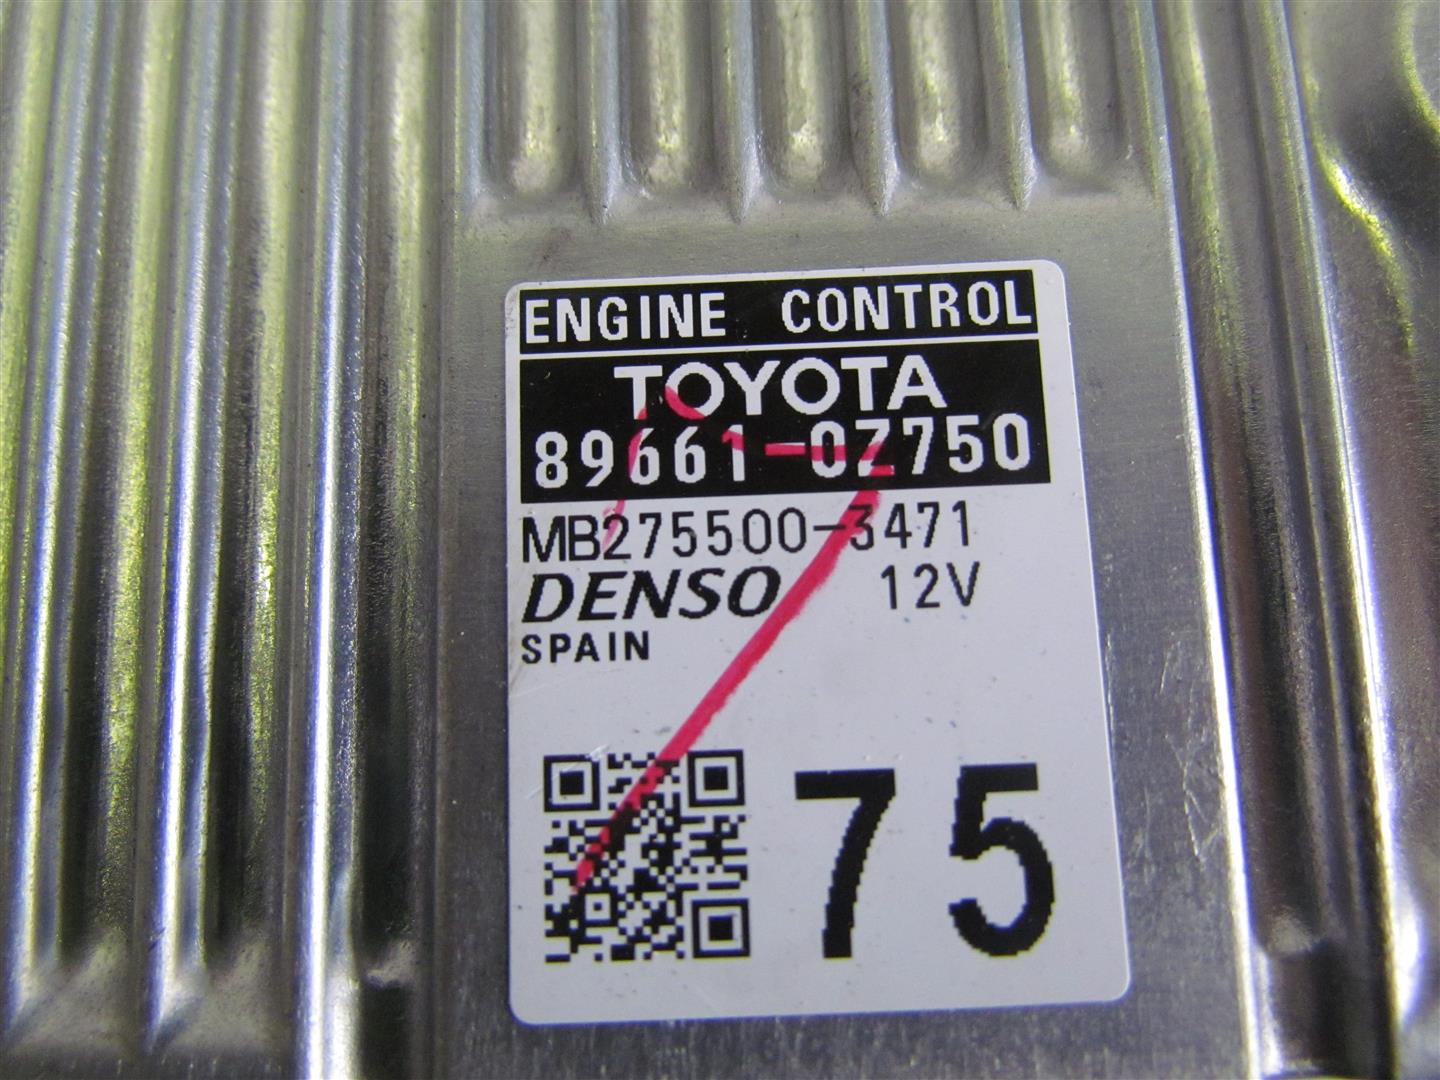 ENGINE CONTROL
TOYOTA
89661-0Z750
MB275500-3471
DENSO 12V
SPAIN
75